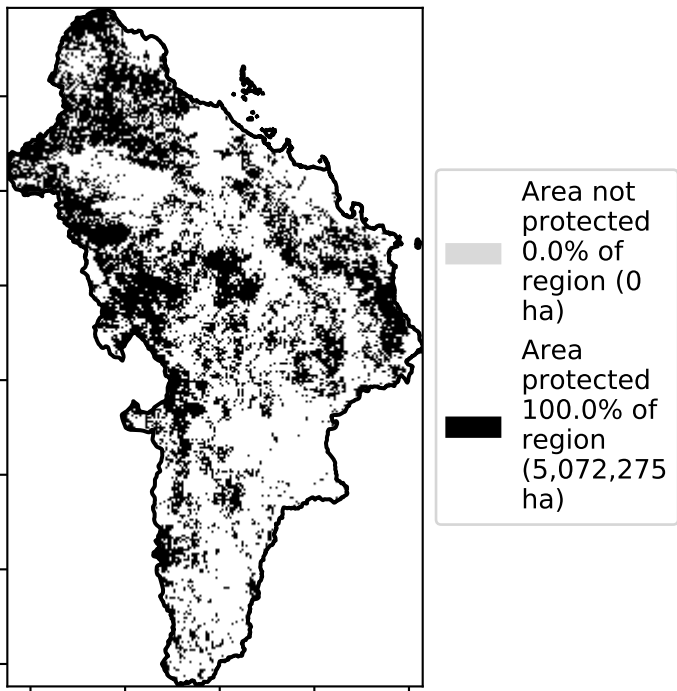 Area not
protected
0.0% of
region (0
ha)
Area
protected
100.0% of
region
(5,072,275
ha)